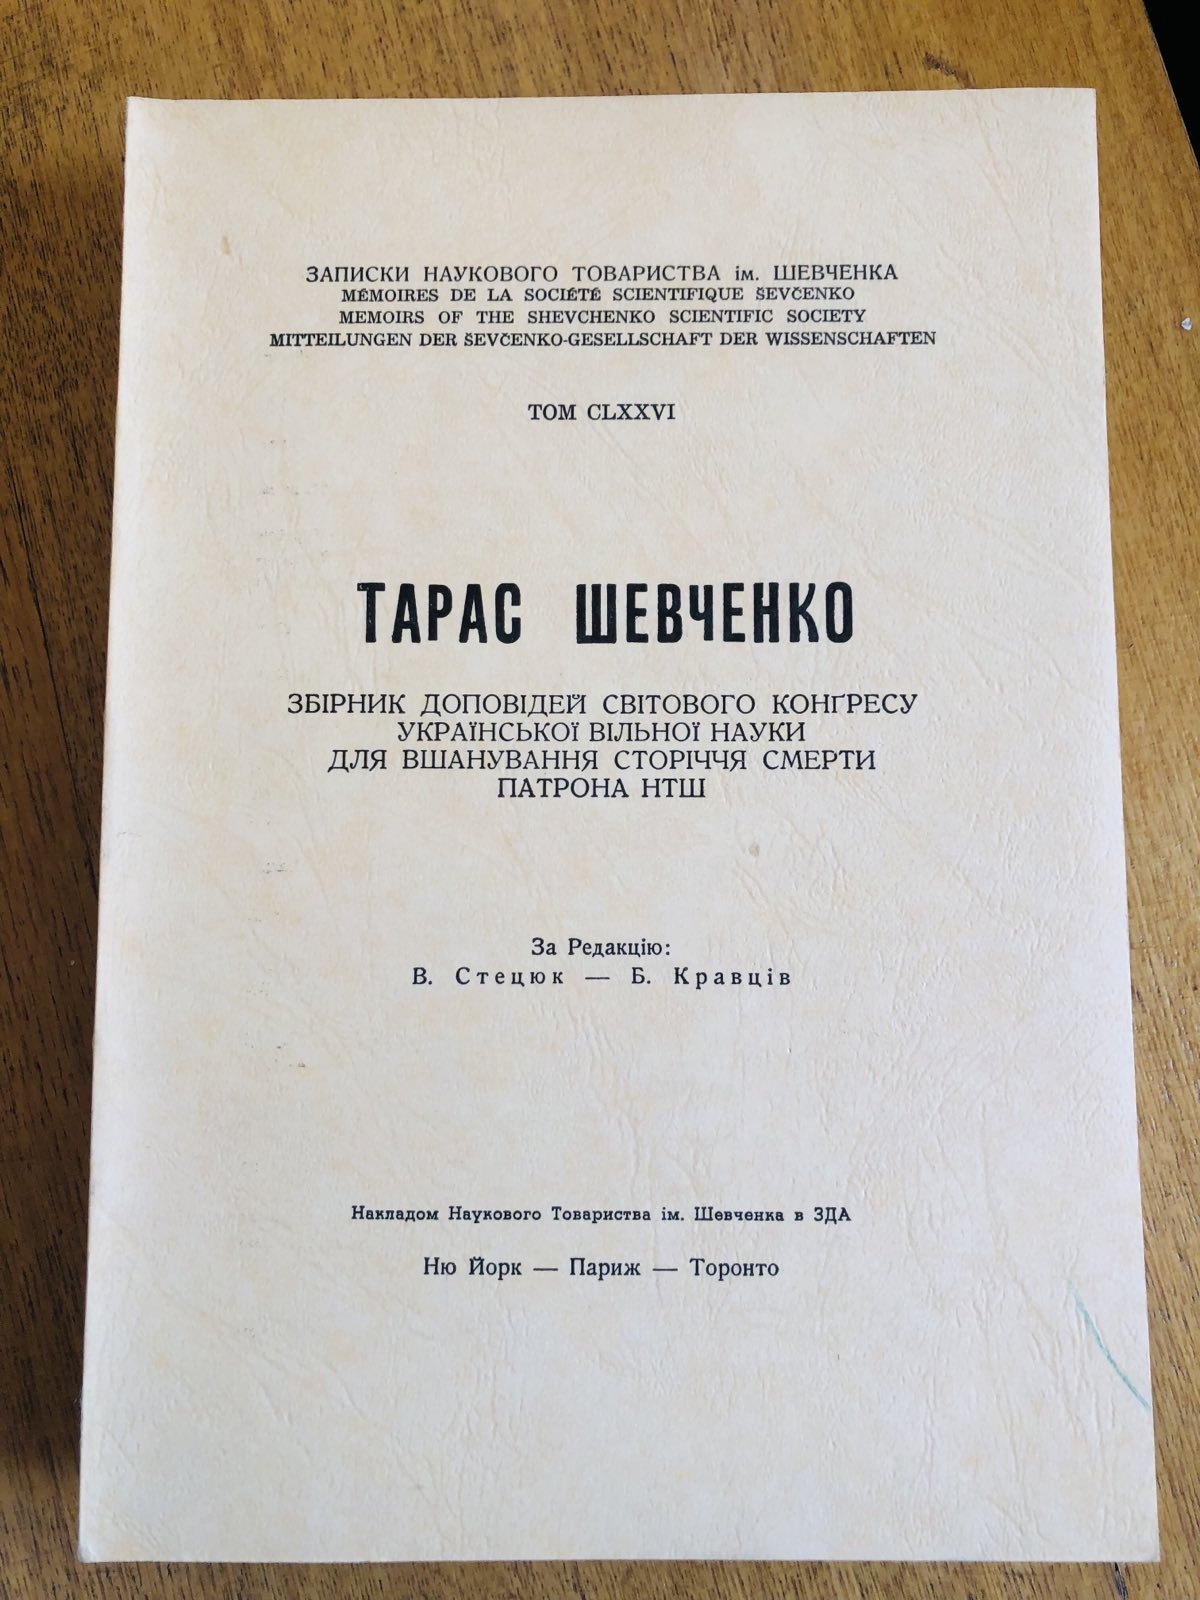 ЗАПИСКИ НАУКОВОГО ТОВАРИСТВА ім. ШЕВЧЕНКА
MÉMOIRES DE LA SOCIÉTÉ SCIENTIFIQUE ŠEVČENKO
MEMOIRS OF THE SHEVCHENKO SCIENTIFIC SOCIETY
MITTEILUNGEN DER ŠEVČENKO-GESELLSCHAFT DER WISSENSCHAFTEN
ТОМ CLXXVI
ТАРАС ШЕВЧЕНКО
ЗБІРНИК ДОПОВІДЕЙ СВІТОВОГО КОНҐРЕСУ
УКРАЇНСЬКОЇ ВІЛЬНОЇ НАУКИ
ДЛЯ ВШАНУВАННЯ СТОРІЧЧЯ СМЕРТИ
ПАТРОНА НТШ
За Редакцію:
В. Стецюк — Б. Кравців
Накладом Наукового Товариства ім. Шевченка в ЗДА
Ню Йорк — Париж — Торонто